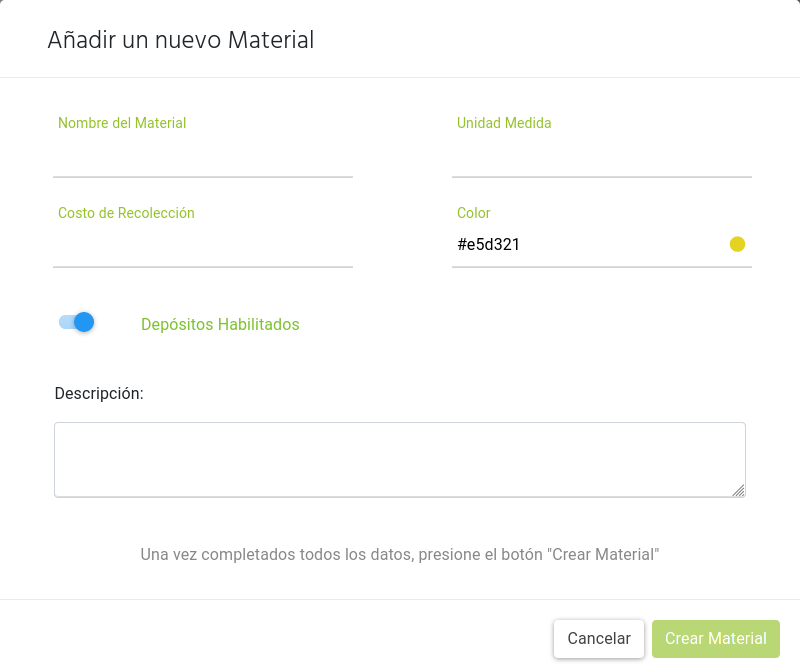 Añadir un nuevo Material
Nombre del Material
Unidad Medida
Costo de Recolección
Color
#e5d321
Depósitos Habilitados
Descripción:
Una vez completados todos los datos, presione el botón "Crear Material"
Cancelar
Crear Material